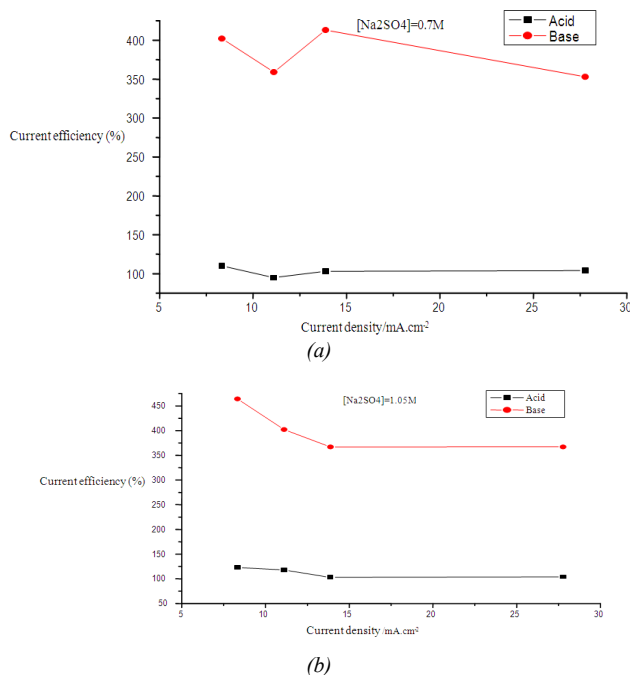 [Na2SO4]=0.7M
Acid
Base
Current efficiency (%)
400
350
300
250
200
150
100
5 10 15 20 25 30
Current density/mA.cm-2
(a)
[Na2SO4]=1.05M
Acid
Base
Current efficiency (%)
450
400
350
300
250
200
150
100
50
5 10 15 20 25 30
Current density /mA.cm-2
(b)